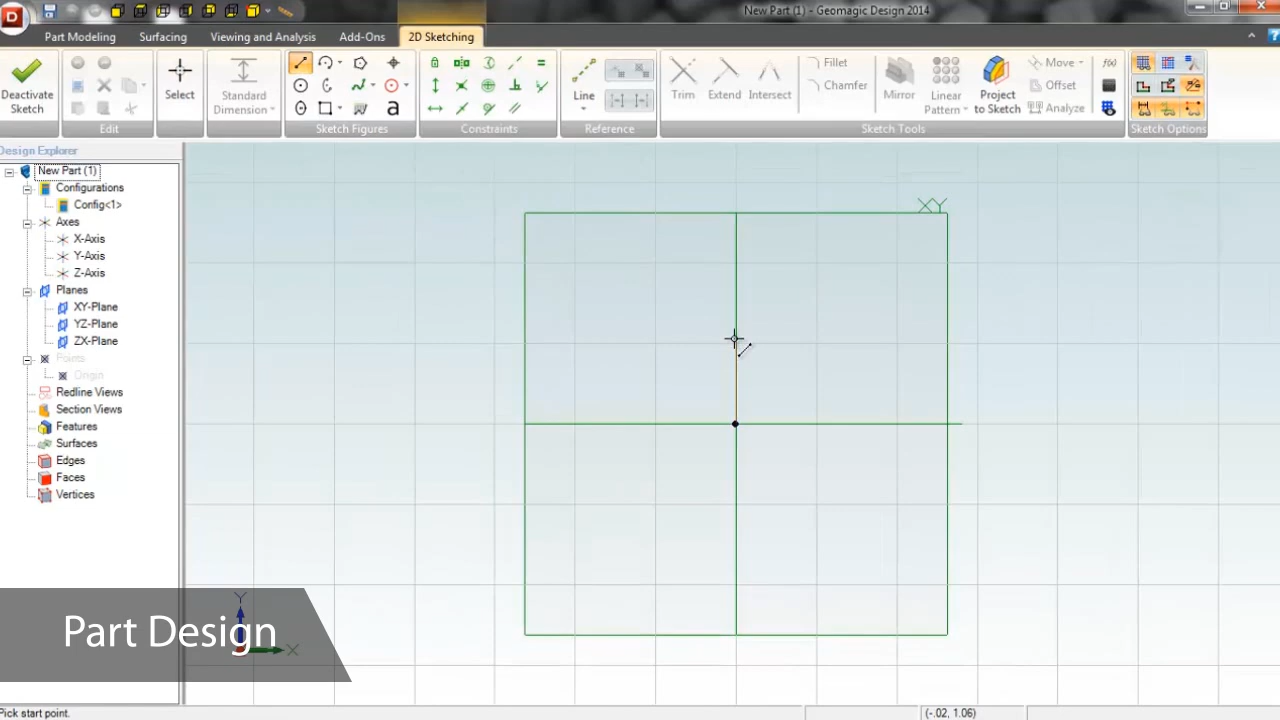 New Part (1) - Geomagic Design 2014
Part Modeling
Surfacing
Viewing and Analysis
Add-Ons
2D Sketching
Deactivate
Sketch
Edit
Select
Standard
Dimension
Sketch Figures
a
Constraints
Line
Reference
Trim
Extend
Intersect
Fillet
Chamfer
Mirror
Linear
Pattern
Project
to Sketch
Move
Offset
Analyze
Sketch Tools
f(x)
Sketch Options
Design Explorer
New Part (1)
Configurations
Config<1>
Axes
X-Axis
Y-Axis
Z-Axis
Planes
XY-Plane
YZ-Plane
ZX-Plane
Points
Origin
Redline Views
Section Views
Features
Surfaces
Edges
Faces
Vertices
XY
Y
X
Part Design
Pick start point.
(-.02, 1.06)